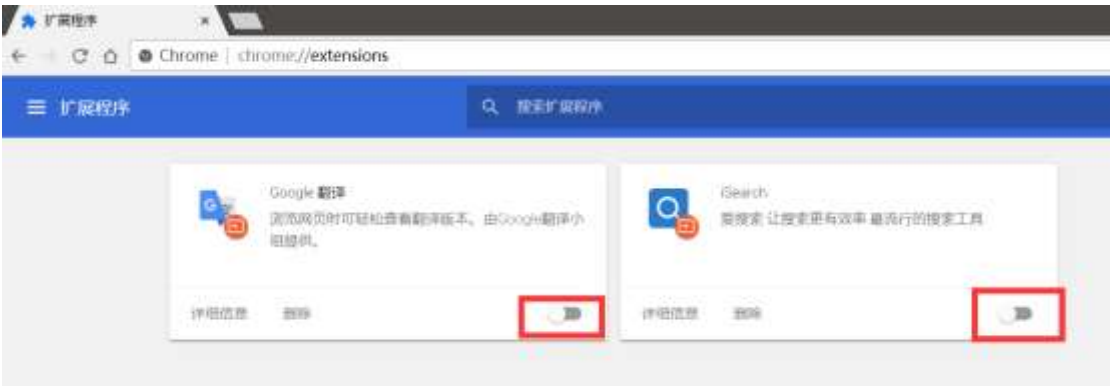 扩展程序
Chrome | chrome://extensions
扩展程序
搜索扩展程序
Google 翻译
浏览网页时可轻松查看翻译版本。由Google翻译小
组提供。
详细信息 删除
iSearch
爱搜索 让搜索更有效率 最流行的搜索工具
详细信息 删除